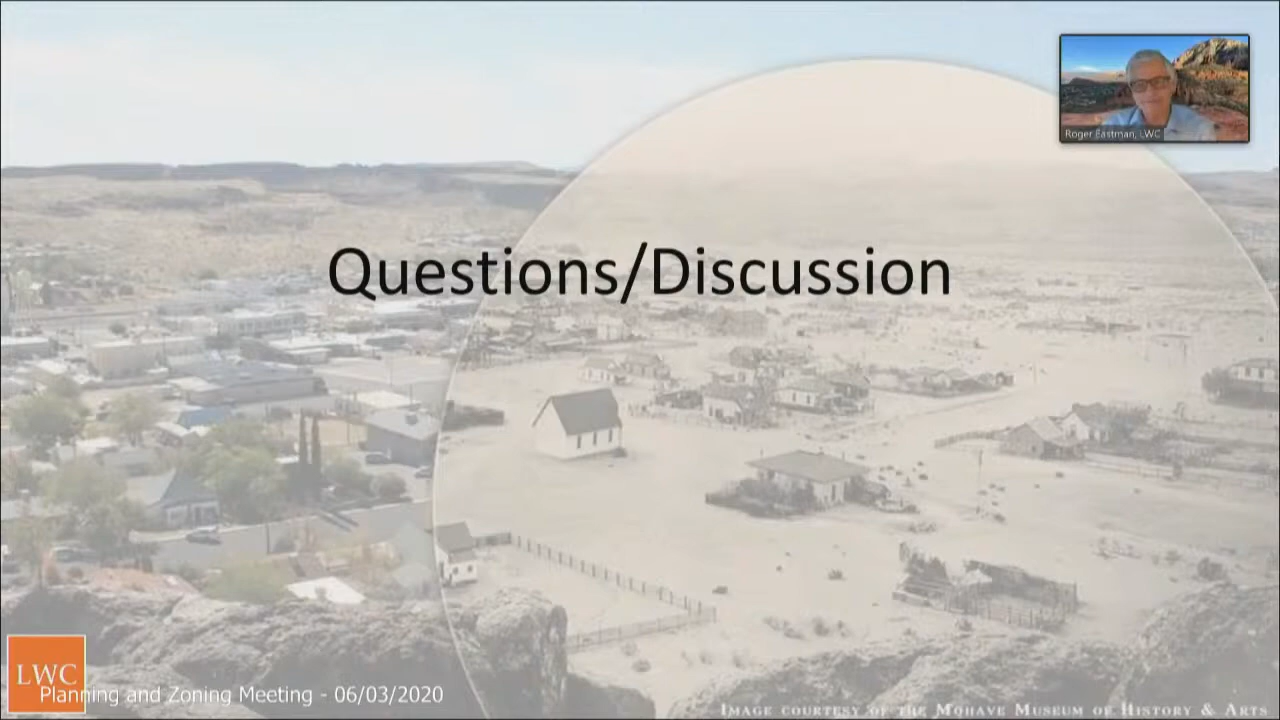 Roger Eastman, LWC
Questions/Discussion
LWC
Planning and Zoning Meeting - 06/03/2020
IMAGE COURTESY OF THE MOHAVE MUSEUM OF HISTORY & ARTS